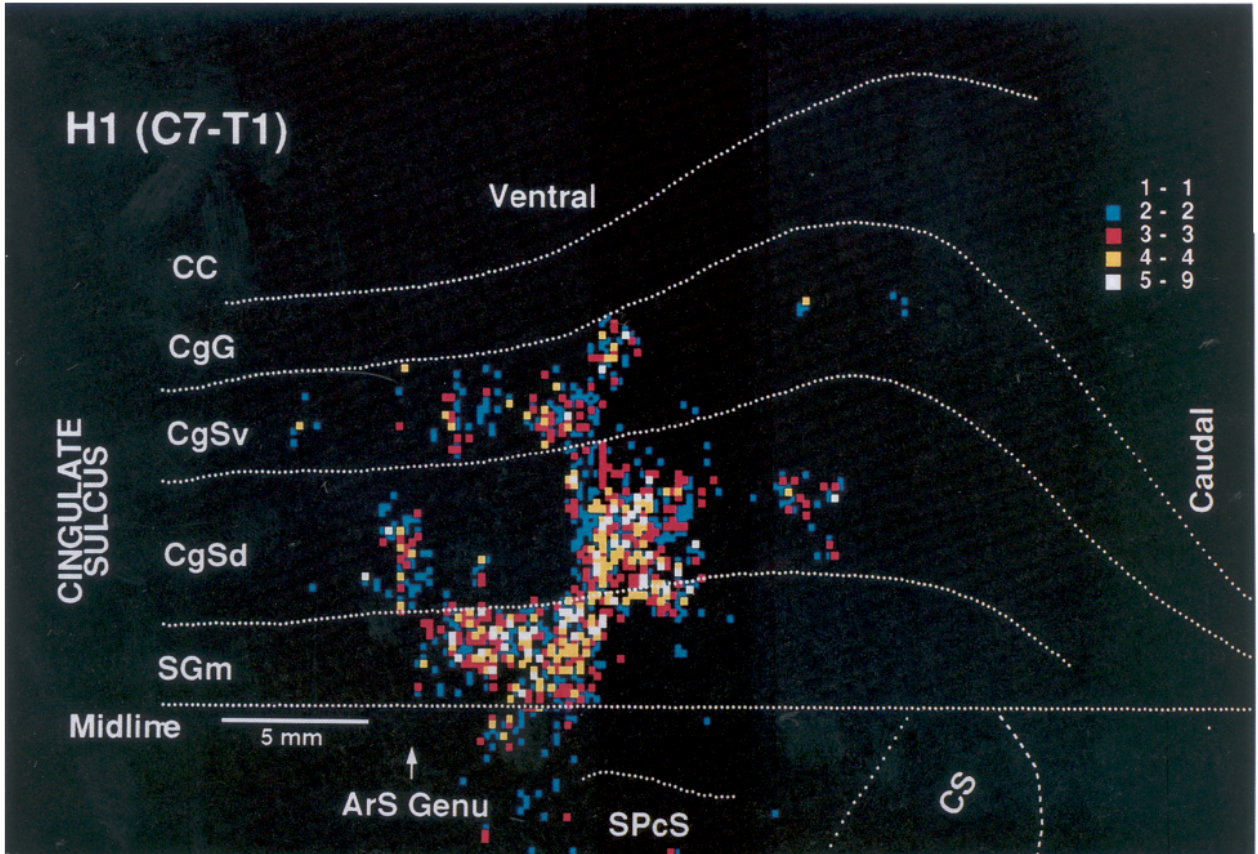 H1 (C7-T1)
Ventral
1 - 1
2 - 2
3 - 3
4 - 4
5 - 9
CC
CgG
CgSv
CgSd
SGm
CINGULATE
SULCUS
Caudal
Midline
5 mm
ArS Genu
SPcS
CS